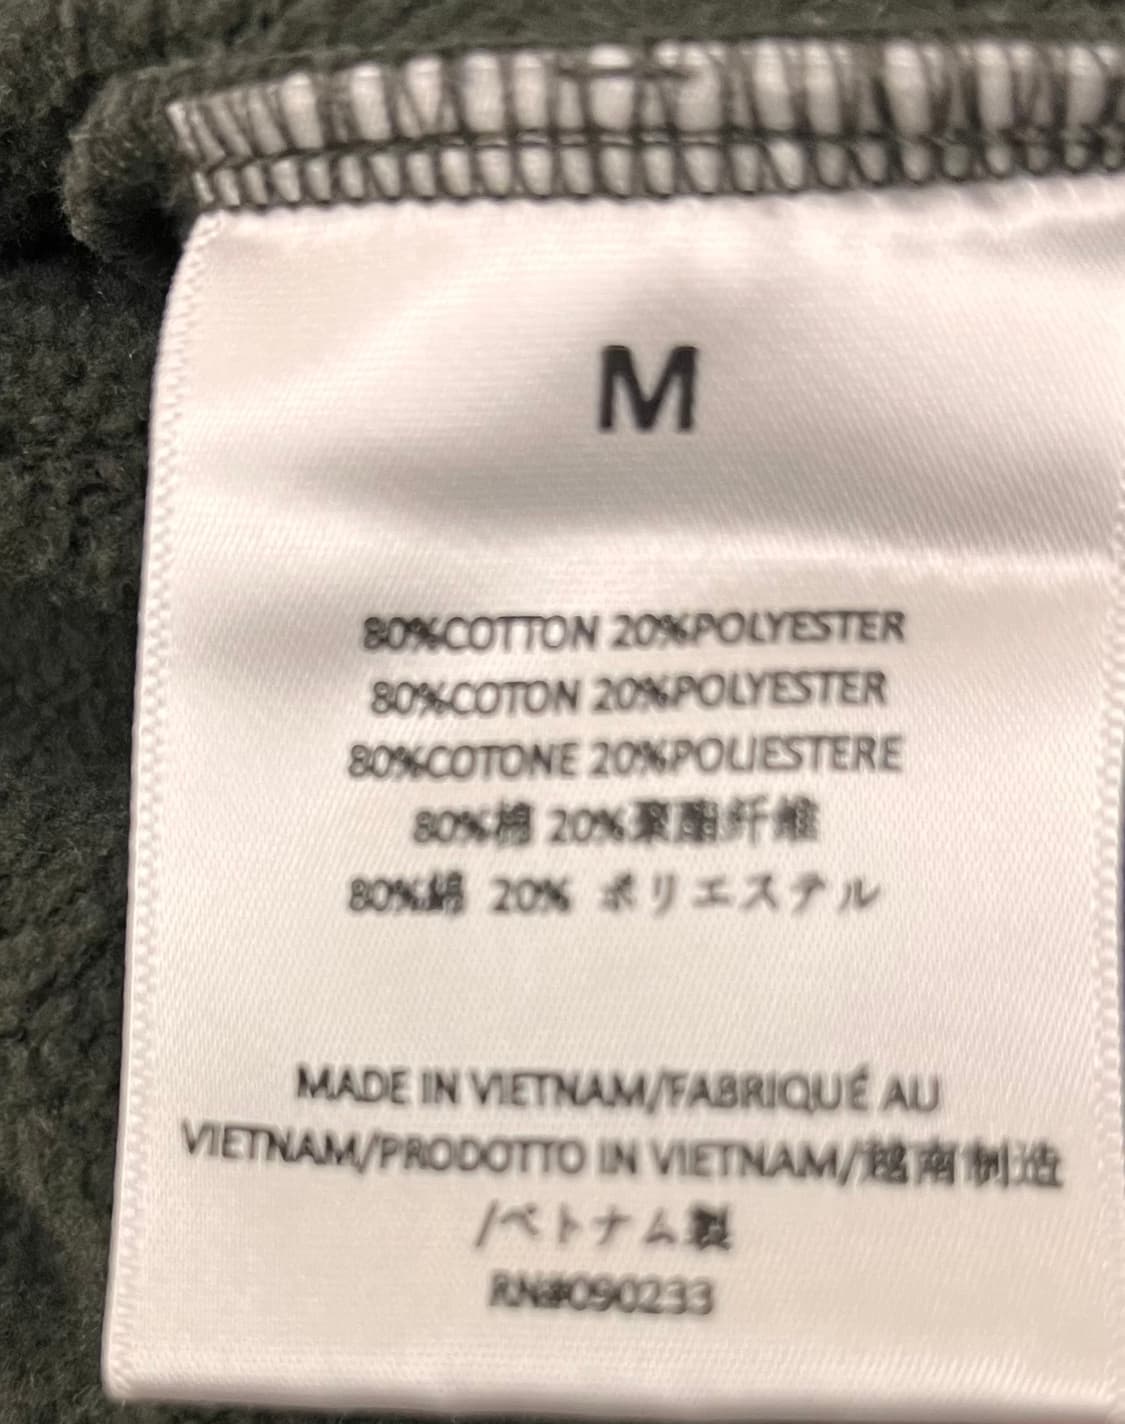 M
80%COTTON 20%POLYESTER
80%COTON 20%POLYESTER
80%COTONE 20%POLIESTERE
80%棉 20%聚酯纤维
80%綿 20% ポリエステル
MADE IN VIETNAM/FABRIQUÉ AU
VIETNAM/PRODOTTO IN VIETNAM/越南制造
/ベトナム製
RN#090233